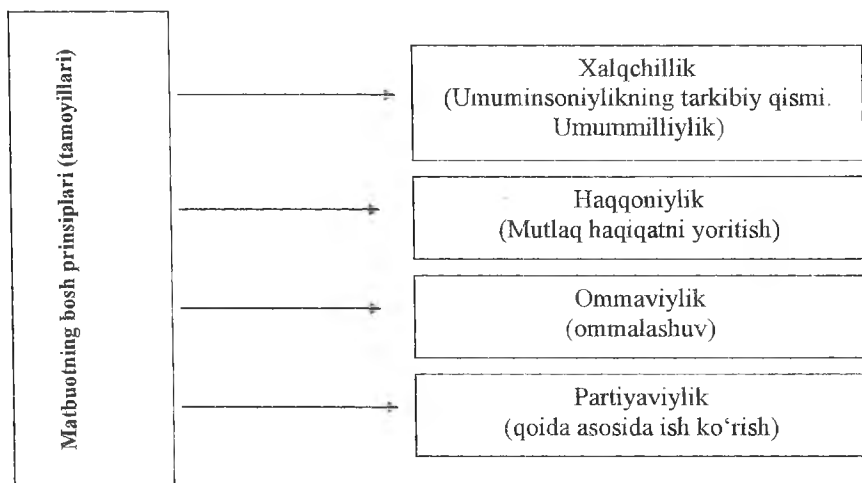 Matbuotning bosh prinsiplari (tamoyillari)
Xalqchillik
(Umuminsoniylikning tarkibiy qismi.
Umummilliylik)
Haqqoniylik
(Mutlaq haqiqatni yoritish)
Ommaviylik
(ommalashuv)
Partiyaviylik
(qoida asosida ish ko‘rish)